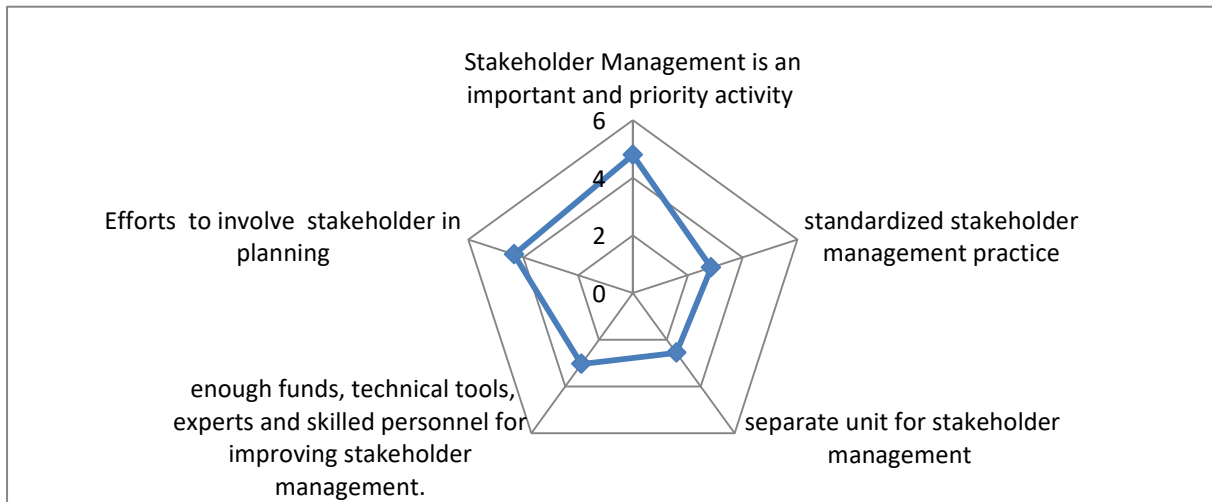 Stakeholder Management is an
important and priority activity
6
4
2
0
standardized stakeholder
management practice
separate unit for stakeholder
management
enough funds, technical tools,
experts and skilled personnel for
improving stakeholder
management.
Efforts  to involve  stakeholder in
planning